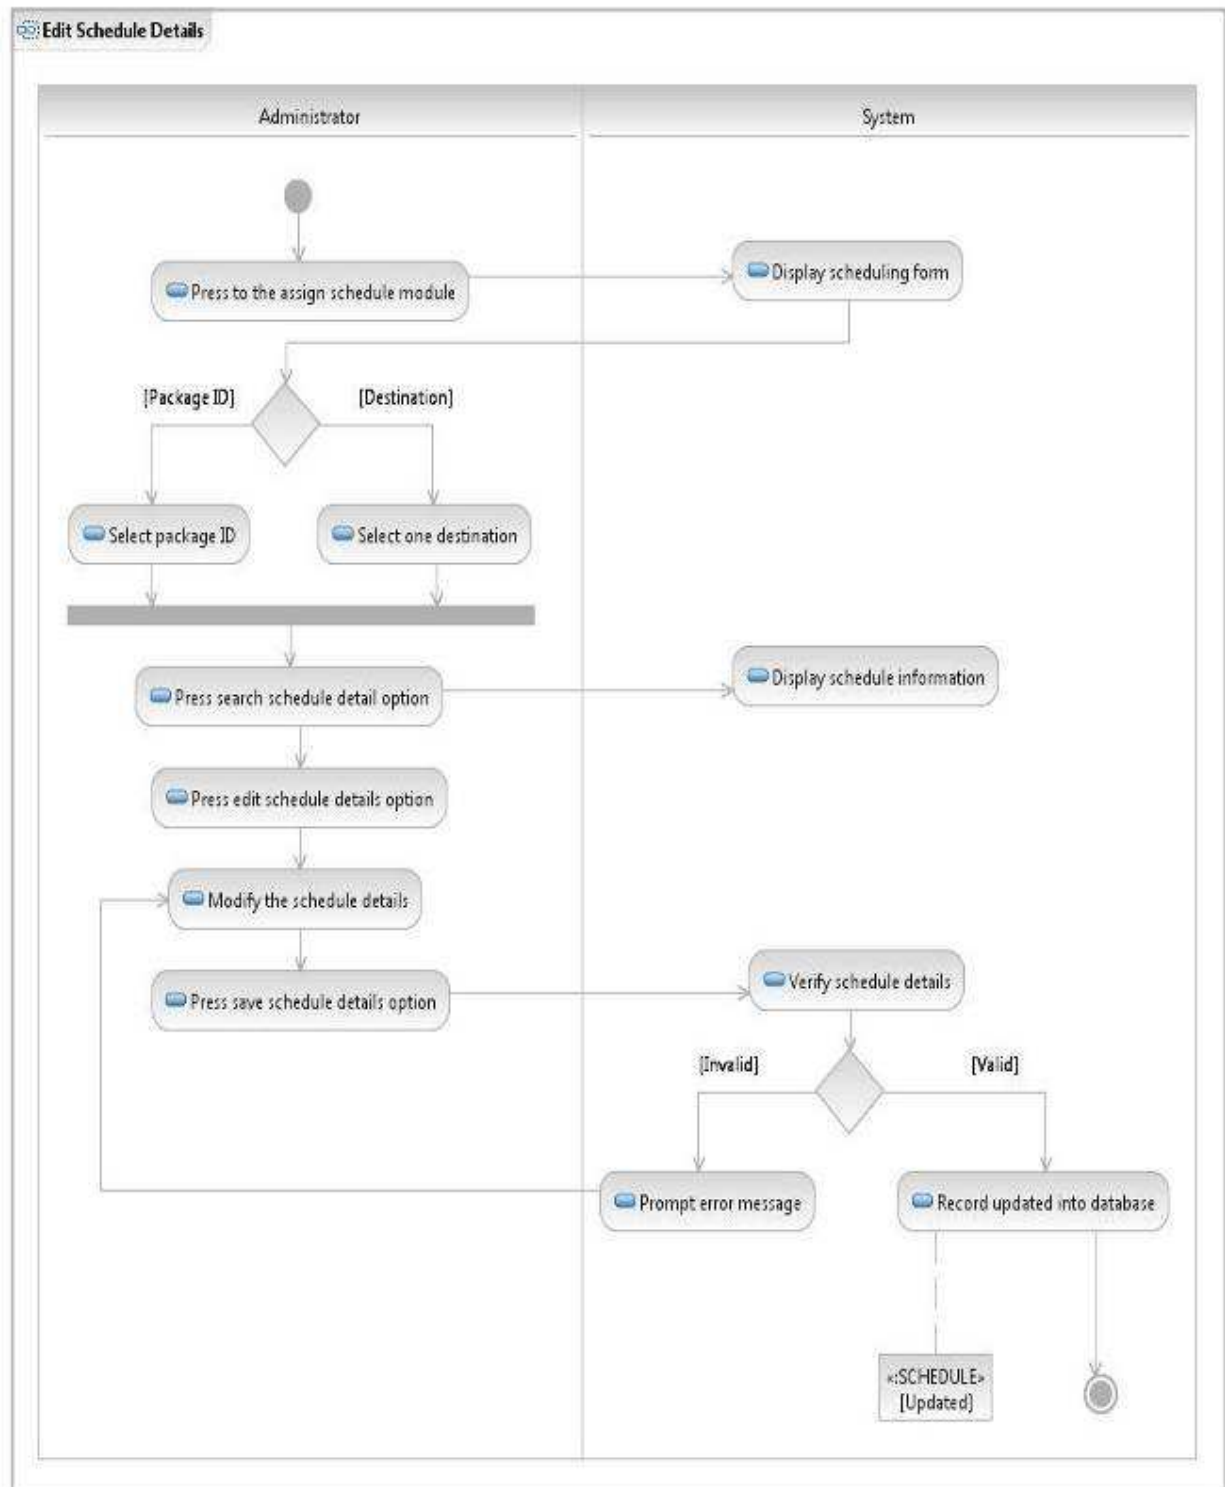 Edit Schedule Details
Administrator
System
Press to the assign schedule module
Display scheduling form
[Package ID]
[Destination]
Select package ID
Select one destination
Press search schedule detail option
Display schedule information
Press edit schedule details option
Modify the schedule details
Press save schedule details option
Verify schedule details
[Invalid]
[Valid]
Prompt error message
Record updated into database
«:SCHEDULE»
[Updated]